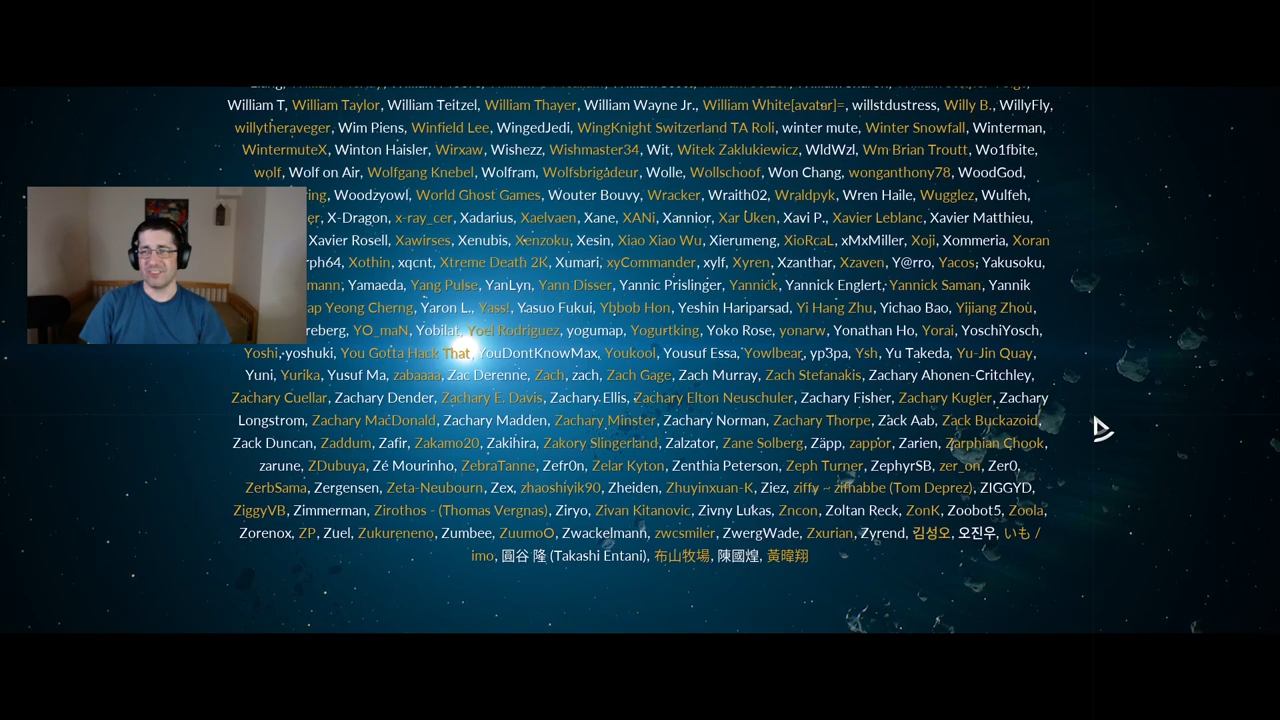 William T, William Taylor, William Teitzel, William Thayer, William Wayne Jr., William White[avatar]=, willstdustress, Willy B., WillyFly,
willytheraveger, Wim Piens, Winfield Lee, WingedJedi, WingKnight Switzerland TA Roli, winter mute, Winter Snowfall, Winterman,
WintermuteX, Winton Haisler, Wirxaw, Wishezz, Wishmaster34, Wit, Witek Zaklukiewicz, WldWzl, Wm Brian Troutt, Wo1fbite,
wolf, Wolf on Air, Wolfgang Knebel, Wolfram, Wolfsbrigadeur, Wolle, Wollschoof, Won Chang, wonganthony78, WoodGod,
Woodzyowl, World Ghost Games, Wouter Bouvy, Wracker, Wraith02, Wraldpyk, Wren Haile, Wugglez, Wulfeh,
X-Dragon, x-ray_cer, Xadarius, Xaelvaen, Xane, XANi, Xannior, Xar Uken, Xavi P., Xavier Leblanc, Xavier Matthieu,
Xavier Rosell, Xawirses, Xenubis, Xenzoku, Xesin, Xiao Xiao Wu, Xierumeng, XioRcaL, xMxMiller, Xoji, Xommeria, Xoran
Xothin, xqcnt, Xtreme Death 2K, Xumari, xyCommander, xylf, Xyren, Xzanthar, Xzaven, Y@rro, Yacos, Yakusoku,
Yamaeda, Yang Pulse, YanLyn, Yann Disser, Yannic Prislinger, Yannick, Yannick Englert, Yannick Saman, Yannik
Yeong Cherng, Yaron L., Yass!, Yasuo Fukui, Ybbob Hon, Yeshin Hariparsad, Yi Hang Zhu, Yichao Bao, Yijiang Zhou,
YO_maN, Yobilat, Yoel Rodriguez, yogumap, Yogurtking, Yoko Rose, yonarw, Yonathan Ho, Yorai, YoschiYosch,
Yoshi, yoshuki, You Gotta Hack That, YouDontKnowMax, Youkool, Yousuf Essa, Yowlbear, yp3pa, Ysh, Yu Takeda, Yu-Jin Quay,
Yuni, Yurika, Yusuf Ma, zabaaaa, Zac Derenne, Zach, zach, Zach Gage, Zach Murray, Zach Stefanakis, Zachary Ahonen-Critchley,
Zachary Cuellar, Zachary Dender, Zachary E. Davis, Zachary Ellis, Zachary Elton Neuschuler, Zachary Fisher, Zachary Kugler, Zachary
Longstrom, Zachary MacDonald, Zachary Madden, Zachary Minster, Zachary Norman, Zachary Thorpe, Zack Aab, Zack Buckazoid,
Zack Duncan, Zaddum, Zafir, Zakamo20, Zakihira, Zakory Slingerland, Zalzator, Zane Solberg, Zäpp, zappor, Zarien, Zarphian Chook,
zarune, ZDubuya, Zé Mourinho, ZebraTanne, Zefr0n, Zelar Kyton, Zenthia Peterson, Zeph Turner, ZephyrSB, zer_on, Zer0,
ZerbSama, Zergensen, Zeta-Neubourn, Zex, zhaoshiyik90, Zheiden, Zhuyinxuan-K, Ziez, ziffy ~ zifnabbe (Tom Deprez), ZIGGYD,
ZiggyVB, Zimmerman, Zirothos - (Thomas Vergnas), Ziryo, Zivan Kitanovic, Zivny Lukas, Zncon, Zoltan Reck, ZonK, Zoobot5, Zoola,
Zorenox, ZP, Zuel, Zukureneno, Zumbee, ZuumoO, Zwackelmann, zwcsmiler, ZwergWade, Zxurian, Zyrend, 김성오, 오진우, いも /
imo, 圓谷 隆 (Takashi Entani), 布山牧場, 陳國煌, 黃暐翔